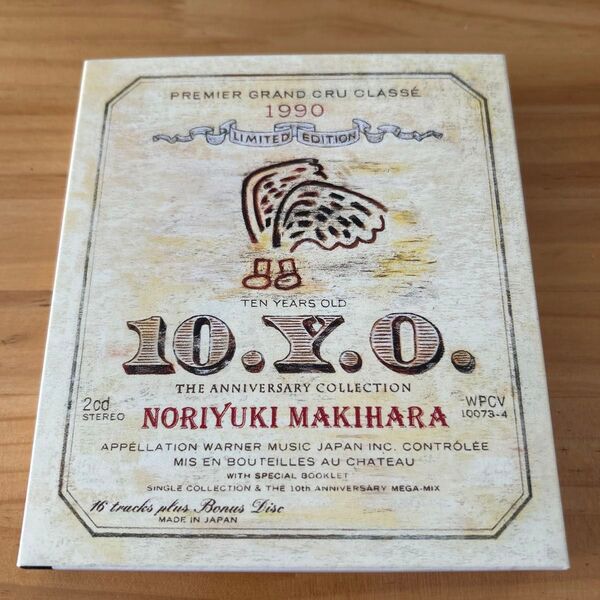 PREMIER GRAND CRU CLASSÉ
1990
LIMITED EDITION
TEN YEARS OLD
10.Y.O.
THE ANNIVERSARY COLLECTION
2cd
STEREO
NORIYUKI MAKIHARA
WPCV
10073-4
APPÉLLATION WARNER MUSIC JAPAN INC. CONTRÔLÉE
MIS EN BOUTEILLES AU CHATEAU
WITH SPECIAL BOOKLET
SINGLE COLLECTION & THE 10th ANNIVERSARY MEGA-MIX
16 tracks plus Bonus Disc
MADE IN JAPAN